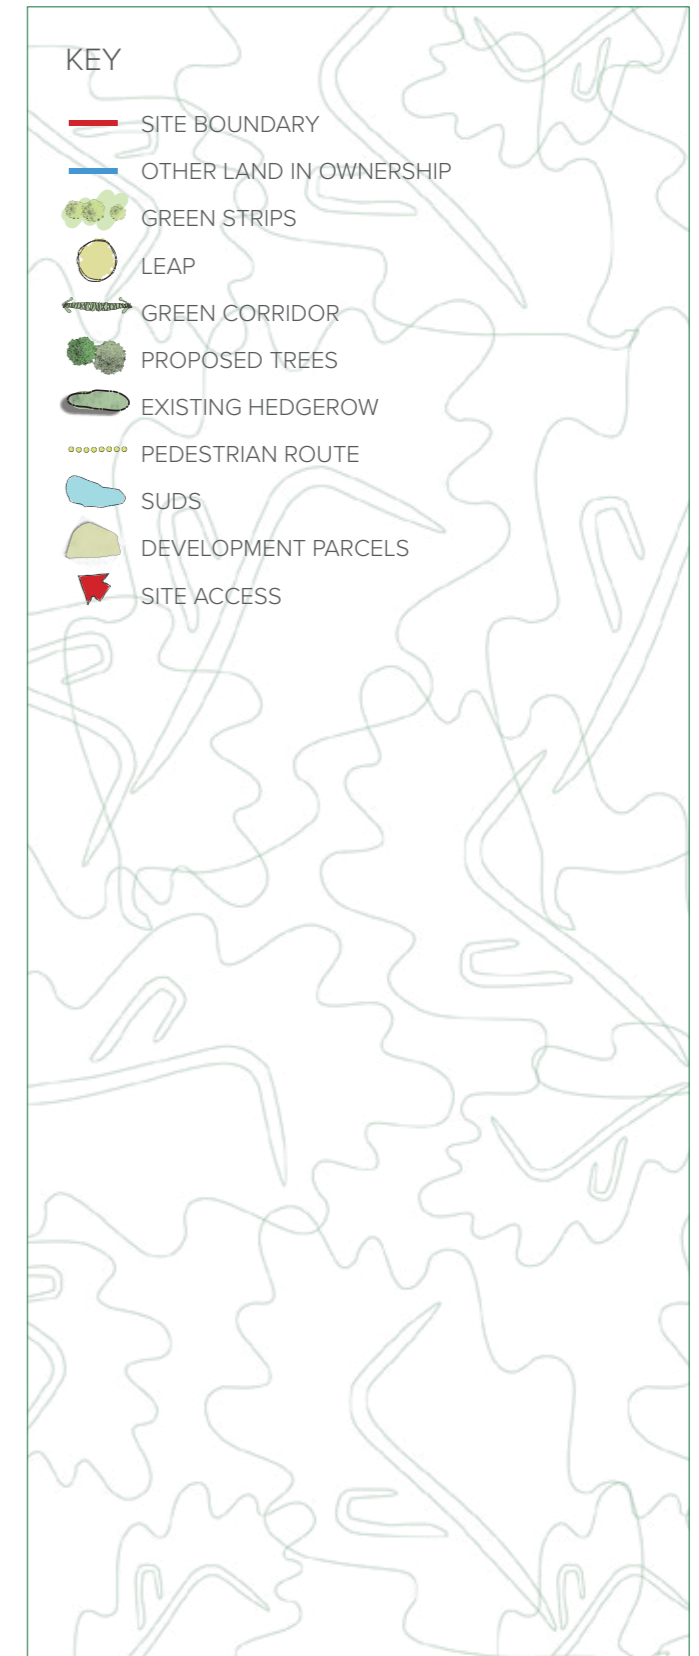 KEY
SITE BOUNDARY
OTHER LAND IN OWNERSHIP
GREEN STRIPS
LEAP
GREEN CORRIDOR
PROPOSED TREES
EXISTING HEDGEROW
PEDESTRIAN ROUTE
SUDS
DEVELOPMENT PARCELS
SITE ACCESS